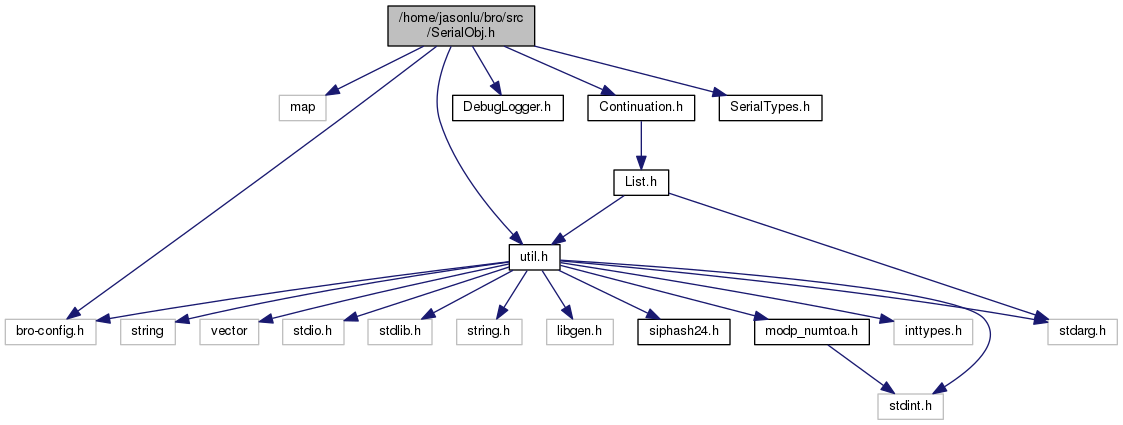 /home/jasonlu/bro/src
/SerialObj.h
map
DebugLogger.h
Continuation.h
SerialTypes.h
List.h
util.h
bro-config.h
string
vector
stdio.h
stdlib.h
string.h
libgen.h
siphash24.h
modp_numtoa.h
inttypes.h
stdarg.h
stdint.h